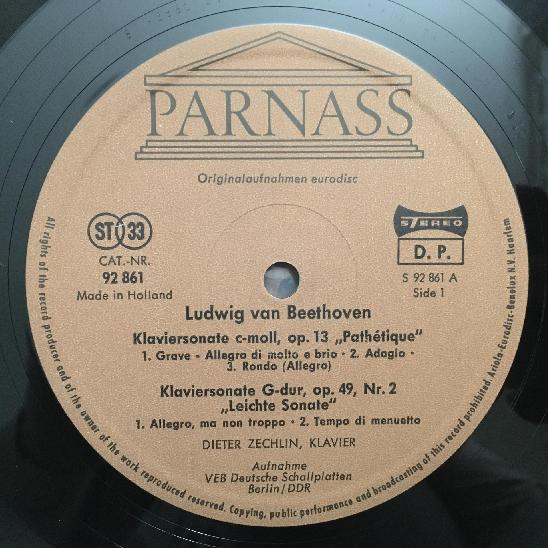 PARNASS
Originalaufnahmen eurodisc
ST 33
STEREO
D. P.
CAT.-NR.
92 861
Made in Holland
S 92 861 A
Side 1
Ludwig van Beethoven
Klaviersonate c-moll, op. 13 „Pathétique“
1. Grave - Allegro di molto e brio · 2. Adagio ·
3. Rondo (Allegro)
Klaviersonate G-dur, op. 49, Nr. 2
„Leichte Sonate“
1. Allegro, ma non troppo · 2. Tempo di menuetto
DIETER ZECHLIN, KLAVIER
Aufnahme
VEB Deutsche Schallplatten
Berlin/DDR
All rights of the record producer and of the owner of the work reproduced reserved. Copying, public performance and broadcasting of this record prohibited. Ariola-Eurodisc-Benelux N.V. Haarlem